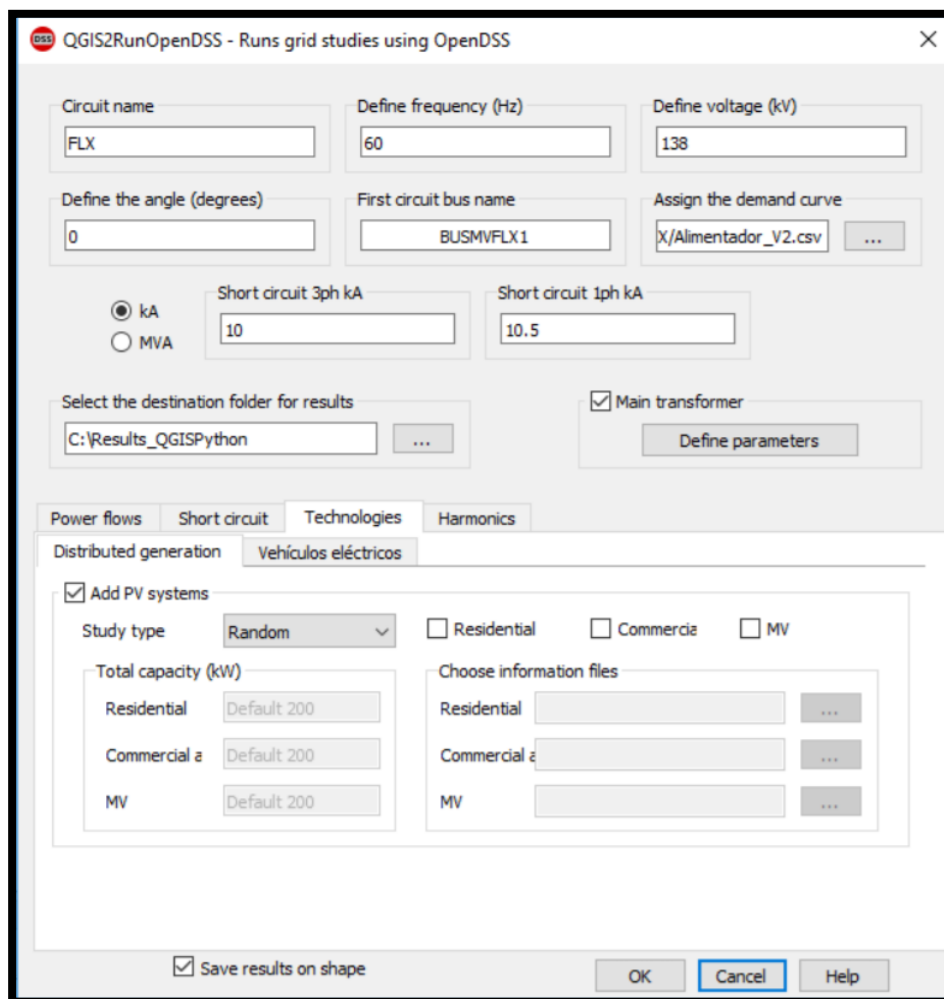 DSS QGIS2RunOpenDSS - Runs grid studies using OpenDSS
Circuit name Define frequency (Hz) Define voltage (kV)
FLX 60 138
Define the angle (degrees) First circuit bus name Assign the demand curve
0 BUSMVFLX1 X/Alimentador_V2.csv ...
kA Short circuit 3ph kA Short circuit 1ph kA
MVA 10 10.5
Select the destination folder for results Main transformer
C:\Results_QGISPython ... Define parameters
Power flows Short circuit Technologies Harmonics
Distributed generation Vehículos eléctricos
Add PV systems
Study type Random Residential Commercia MV
Total capacity (kW) Choose information files
Residential Default 200 Residential ...
Commercial a Default 200 Commercial a ...
MV Default 200 MV ...
Save results on shape OK Cancel Help